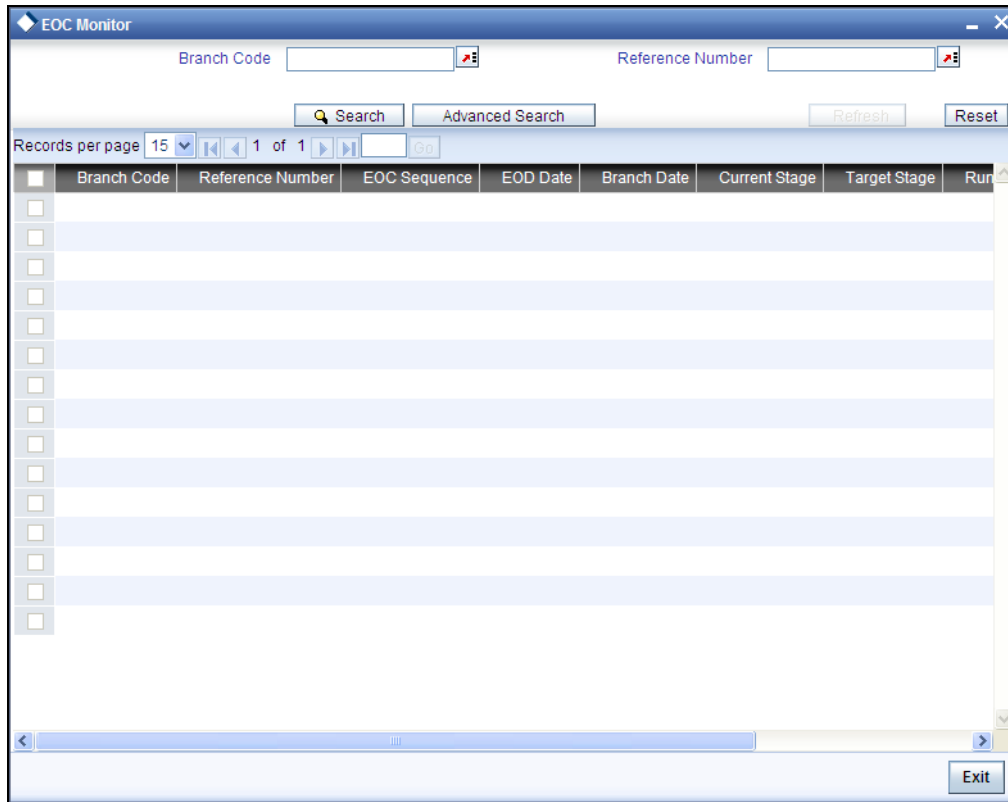 EOC Monitor
Branch Code Reference Number
Search Advanced Search Refresh Reset
Records per page 15 1 of 1 Go
Branch Code Reference Number EOC Sequence EOD Date Branch Date Current Stage Target Stage Run
Exit